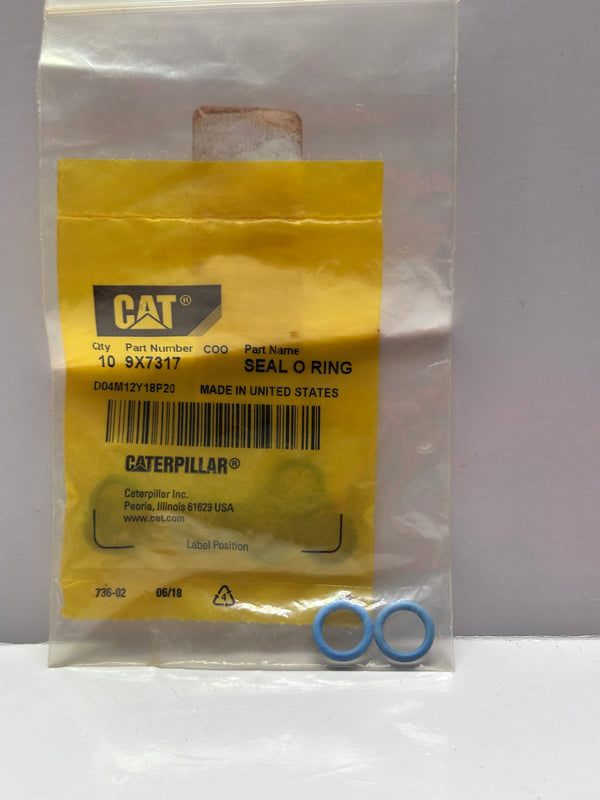 CAT®
Qty Part Number COO Part Name
10 9X7317 SEAL O RING
D04M12Y18P20 MADE IN UNITED STATES
CATERPILLAR®
Caterpillar Inc.
Peoria, Illinois 61629 USA
www.cat.com
Label Position
736-02 06/18 4